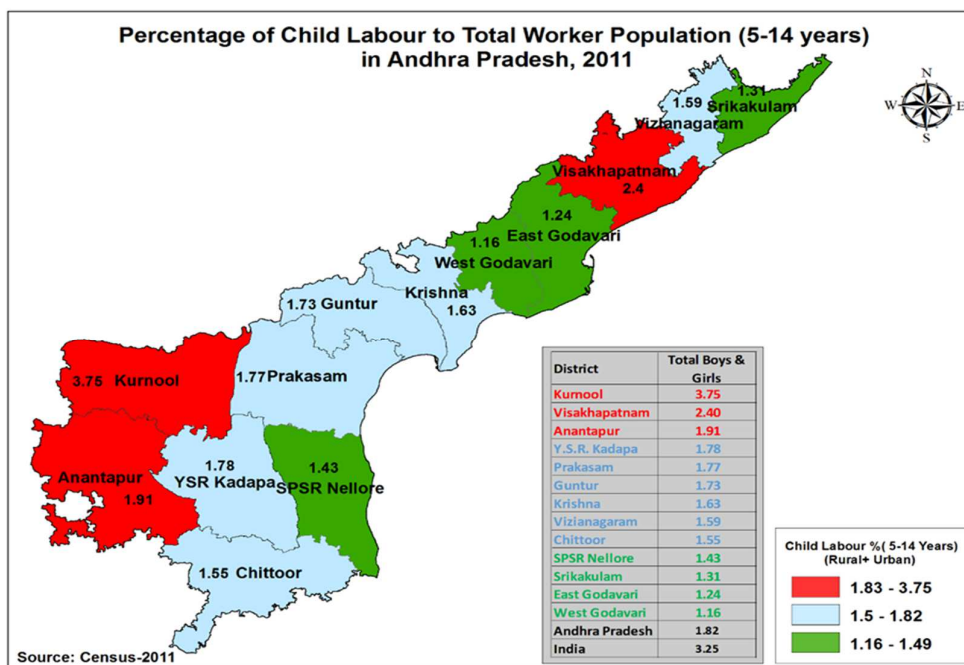 Percentage of Child Labour to Total Worker Population (5-14 years)
in Andhra Pradesh, 2011
N
W E
S
1.31
Srikakulam
1.59
Vizianagaram
Visakhapatnam
2.4
1.24
East Godavari
1.16
West Godavari
Krishna
1.63
1.73 Guntur
1.77 Prakasam
3.75 Kurnool
Anantapur
1.91
1.78
YSR Kadapa
1.43
SPSR Nellore
1.55 Chittoor
District Total Boys &
Girls
Kurnool 3.75
Visakhapatnam 2.40
Anantapur 1.91
Y.S.R. Kadapa 1.78
Prakasam 1.77
Guntur 1.73
Krishna 1.63
Vizianagaram 1.59
Chittoor 1.55
SPSR Nellore 1.43
Srikakulam 1.31
East Godavari 1.24
West Godavari 1.16
Andhra Pradesh 1.82
India 3.25
Child Labour %( 5-14 Years)
(Rural+ Urban)
1.83 - 3.75
1.5 - 1.82
1.16 - 1.49
Source: Census-2011